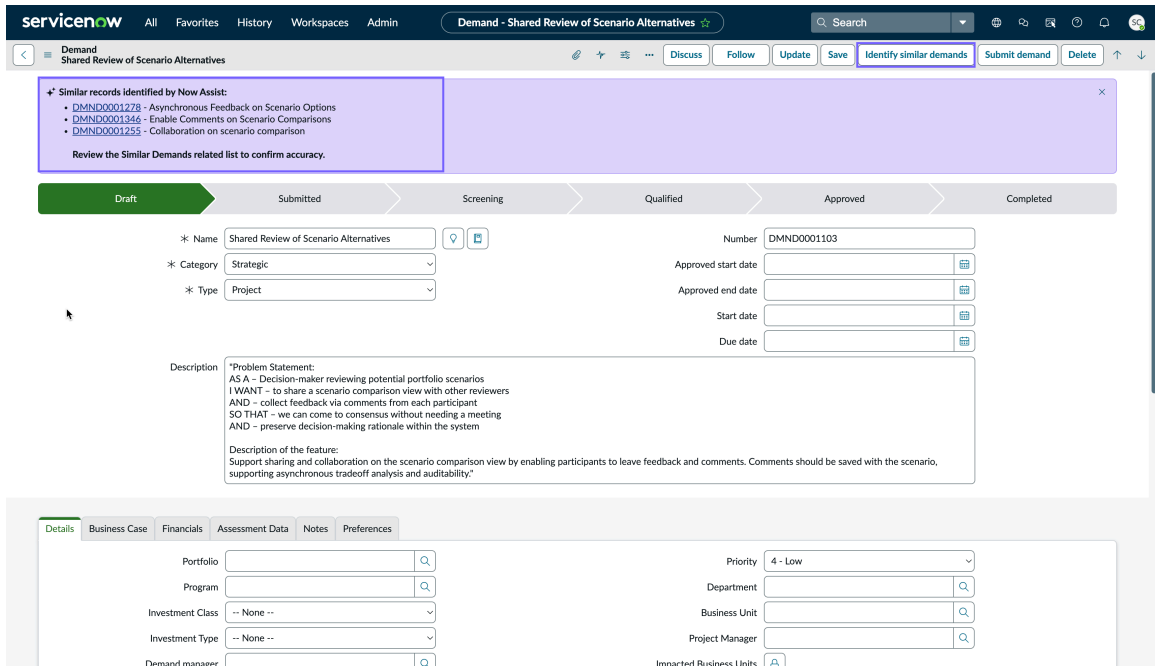 servicenow All Favorites History Workspaces Admin Demand - Shared Review of Scenario Alternatives ☆ Search SC
Demand
Shared Review of Scenario Alternatives
Discuss Follow Update Save Identify similar demands Submit demand Delete
Similar records identified by Now Assist:
• DMND0001278 - Asynchronous Feedback on Scenario Options
• DMND0001346 - Enable Comments on Scenario Comparisons
• DMND0001255 - Collaboration on scenario comparison
Review the Similar Demands related list to confirm accuracy.
Draft Submitted Screening Qualified Approved Completed
* Name Shared Review of Scenario Alternatives Number DMND0001103
* Category Strategic Approved start date
* Type Project Approved end date
Start date
Due date
Description "Problem Statement:
AS A – Decision-maker reviewing potential portfolio scenarios
I WANT – to share a scenario comparison view with other reviewers
AND – collect feedback via comments from each participant
SO THAT – we can come to consensus without needing a meeting
AND – preserve decision-making rationale within the system
Description of the feature:
Support sharing and collaboration on the scenario comparison view by enabling participants to leave feedback and comments. Comments should be saved with the scenario,
supporting asynchronous tradeoff analysis and auditability."
Details Business Case Financials Assessment Data Notes Preferences
Portfolio Priority 4 - Low
Program Department
Investment Class -- None -- Business Unit
Investment Type -- None -- Project Manager
Demand manager Impacted Business Units